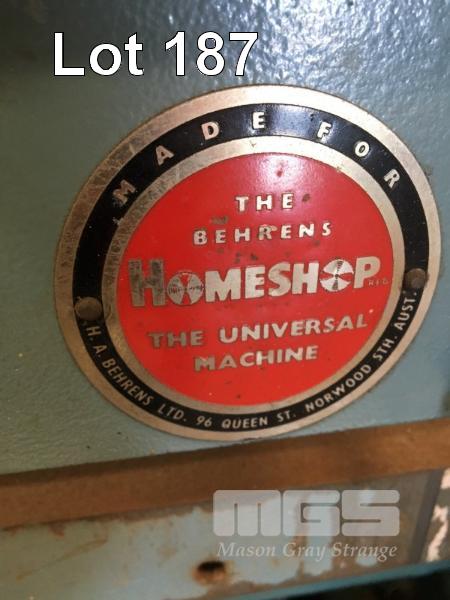 Lot 187
MADE FOR
THE
BEHRENS
HOMESHOP
REG
THE UNIVERSAL
MACHINE
H. A. BEHRENS LTD. 96 QUEEN ST. NORWOOD STH. AUST.
MGS
Mason Gray Strange